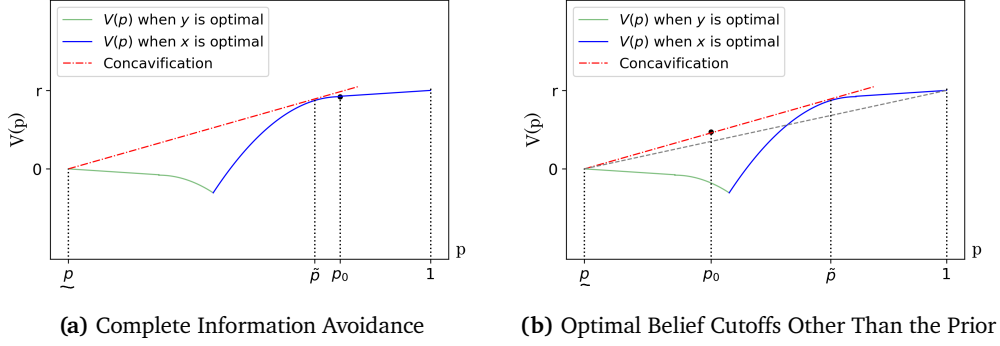 V(p) when y is optimal
V(p) when x is optimal
Concavification
r
V(p)
0
p
p
p̃
p₀
1
~
(a) Complete Information Avoidance
V(p) when y is optimal
V(p) when x is optimal
Concavification
r
V(p)
0
p
p
p₀
p̃
1
~
(b) Optimal Belief Cutoffs Other Than the Prior